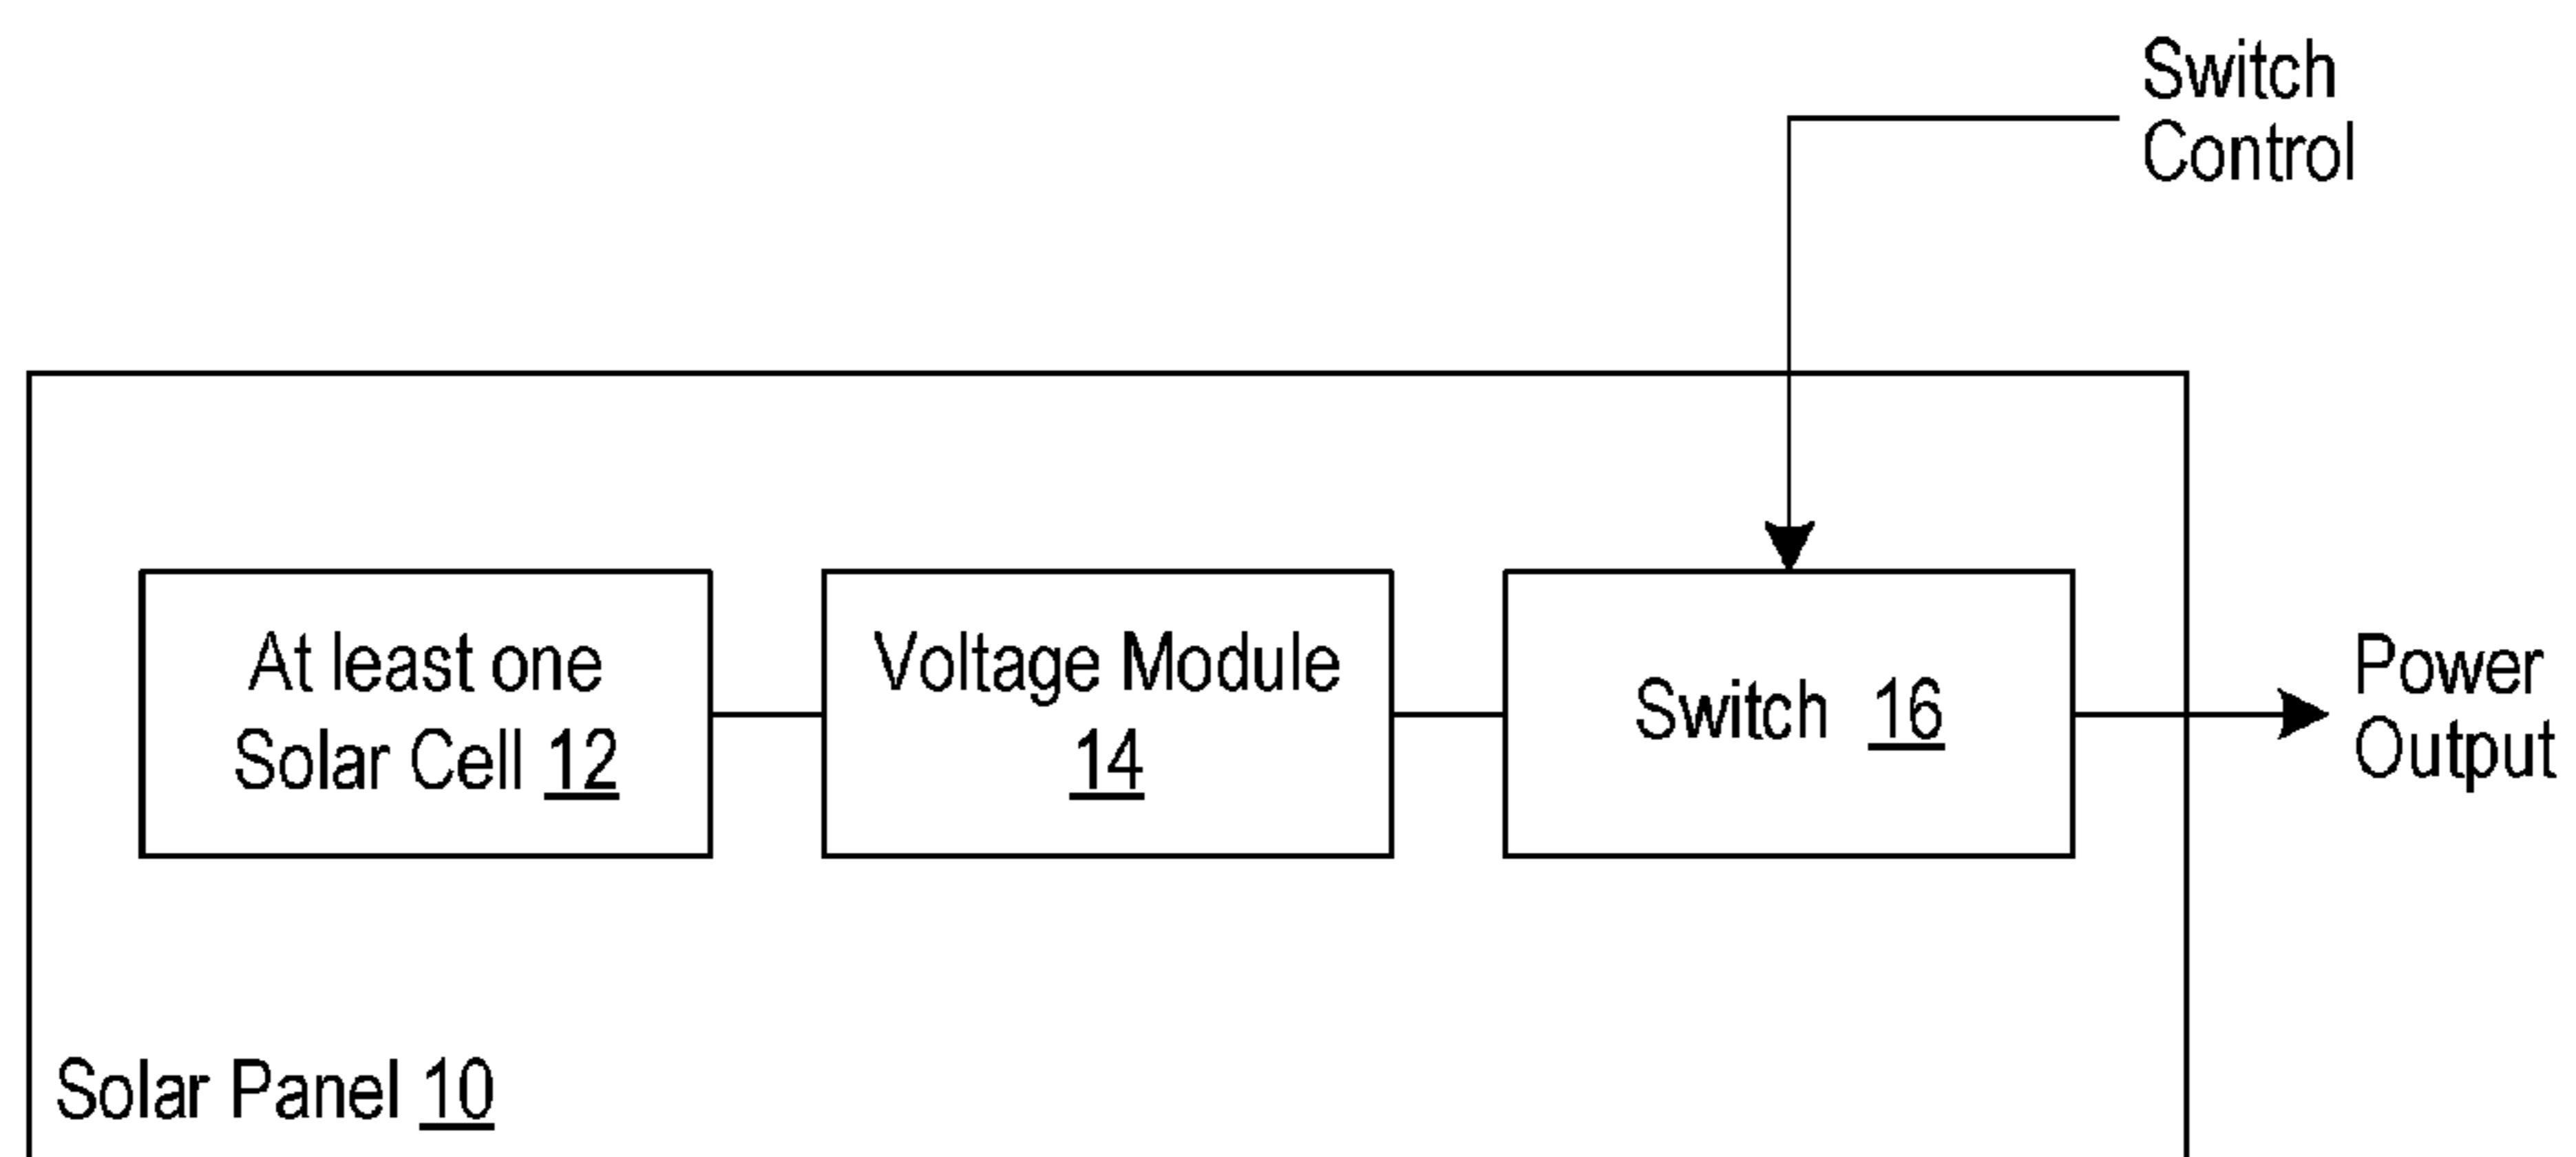 Switch
Control
At least one
Solar Cell 12
Voltage Module
14
Switch 16
Power
Output
Solar Panel 10